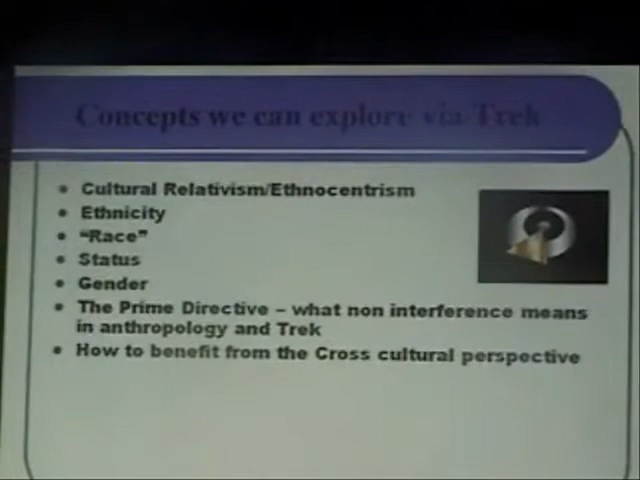 Concepts we can explore via Trek
• Cultural Relativism/Ethnocentrism
• Ethnicity
• “Race”
• Status
• Gender
• The Prime Directive – what non interference means
in anthropology and Trek
• How to benefit from the Cross cultural perspective